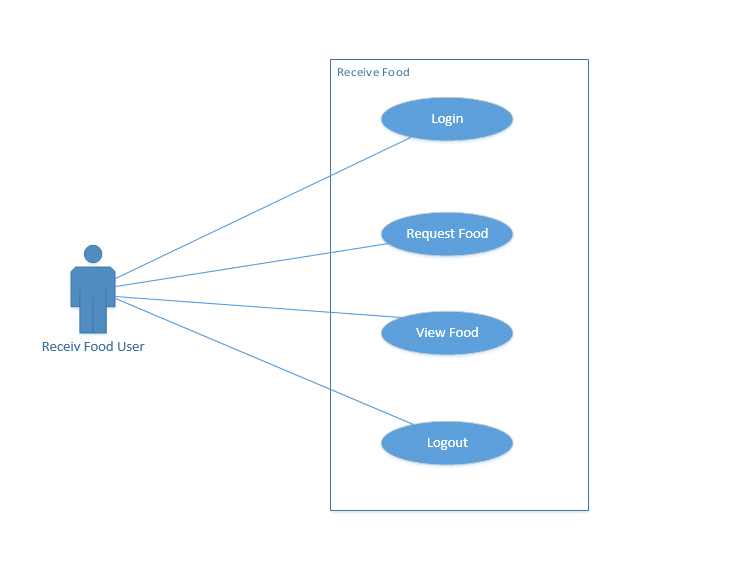 Receive Food
Login
Request Food
View Food
Logout
Receiv Food User